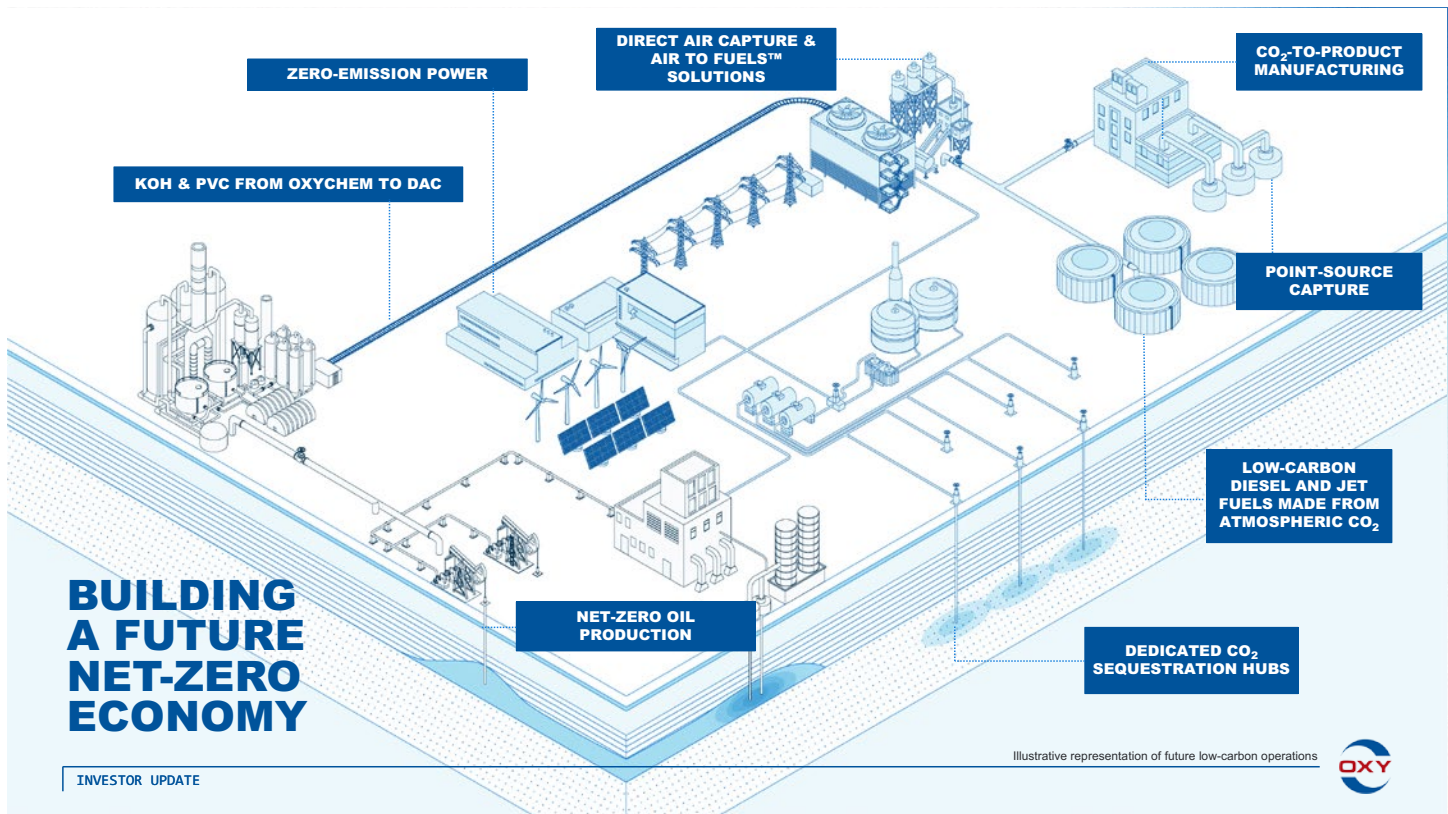 DIRECT AIR CAPTURE &
AIR TO FUELS™
SOLUTIONS
CO₂-TO-PRODUCT
MANUFACTURING
ZERO-EMISSION POWER
KOH & PVC FROM OXYCHEM TO DAC
POINT-SOURCE
CAPTURE
LOW-CARBON
DIESEL AND JET
FUELS MADE FROM
ATMOSPHERIC CO₂
NET-ZERO OIL
PRODUCTION
DEDICATED CO₂
SEQUESTRATION HUBS
BUILDING
A FUTURE
NET-ZERO
ECONOMY
Illustrative representation of future low-carbon operations
OXY
INVESTOR UPDATE